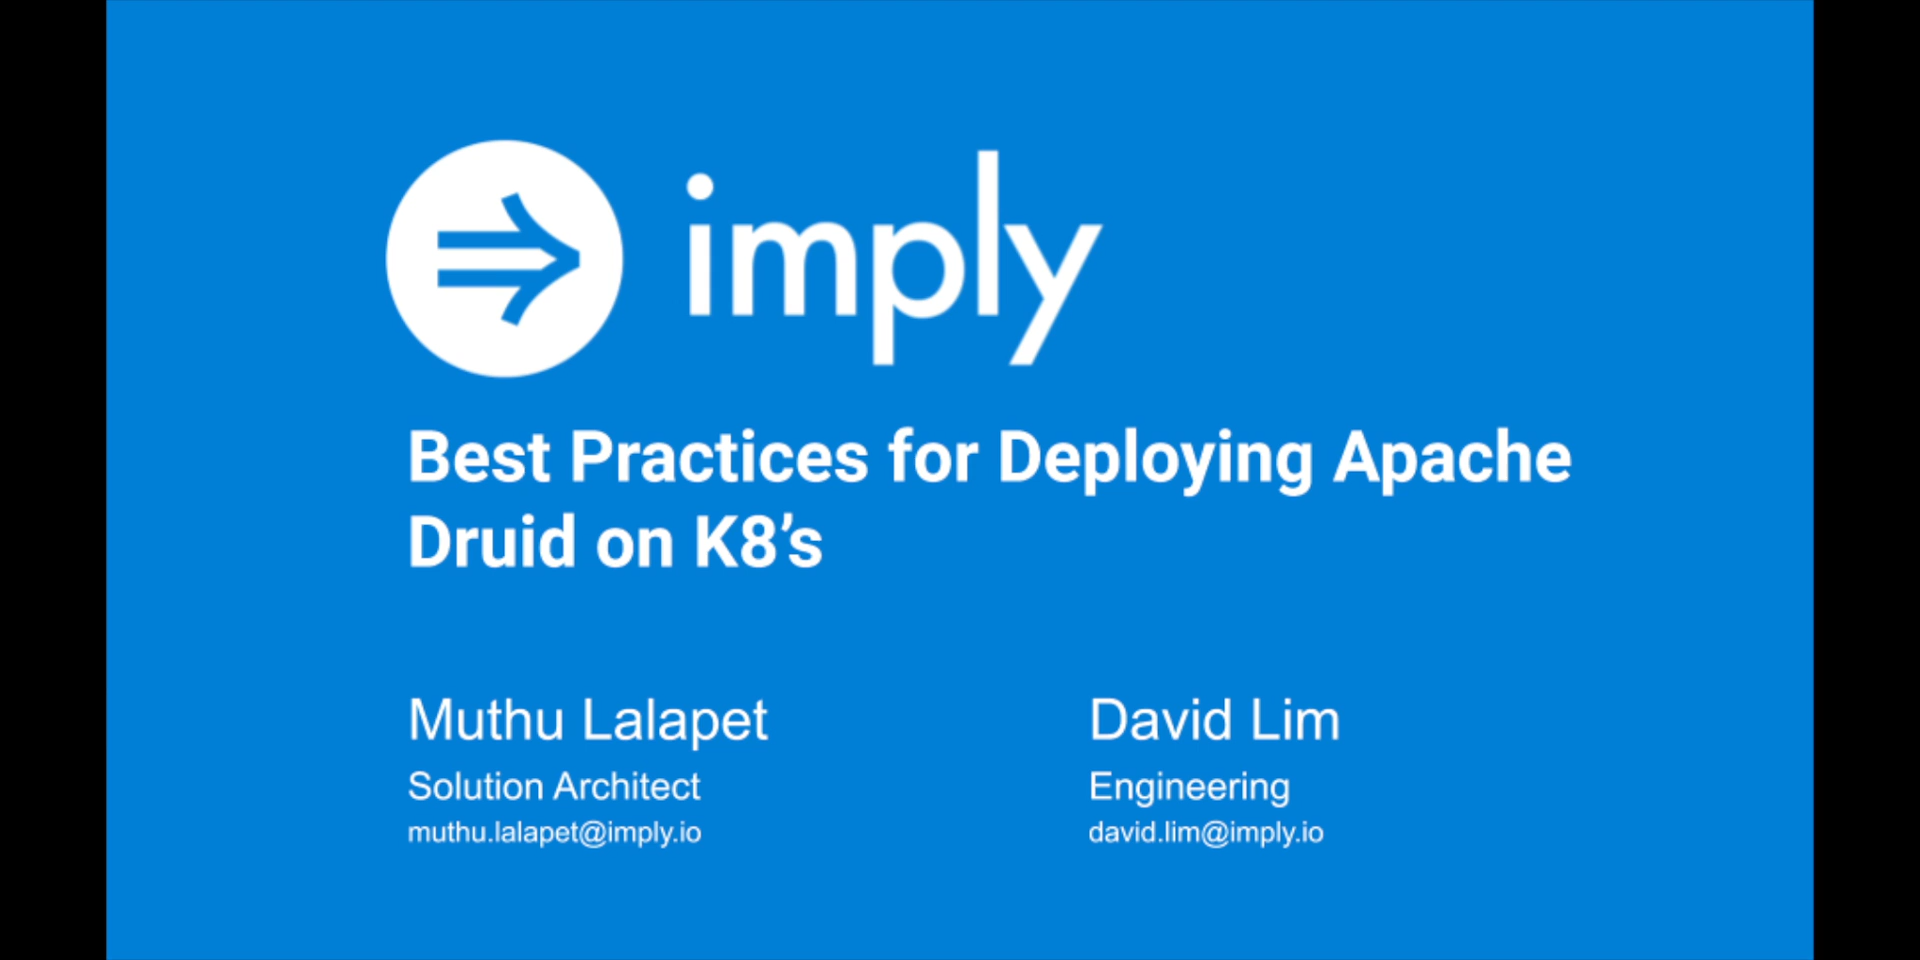 imply
Best Practices for Deploying Apache
Druid on K8’s
Muthu Lalapet
Solution Architect
muthu.lalapet@imply.io
David Lim
Engineering
david.lim@imply.io